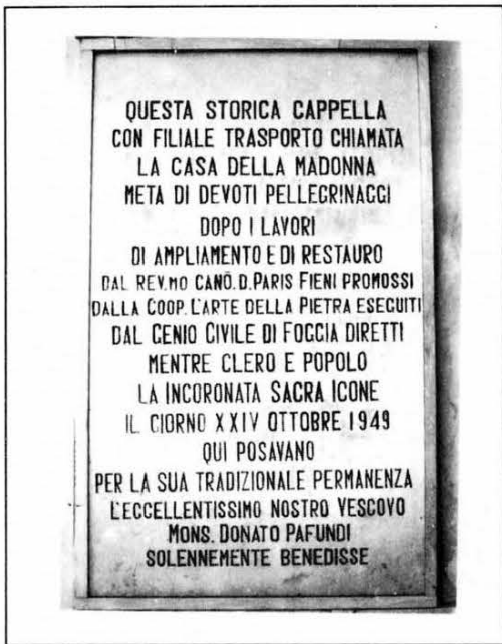 QUESTA STORICA CAPPELLA
CON FILIALE TRASPORTO CHIAMATA
LA CASA DELLA MADONNA
META DI DEVOTI PELLEGRINAGGI
DOPO I LAVORI
DI AMPLIAMENTO E DI RESTAURO
DAL REV.MO CANÒ.D.PARIS FIENI PROMOSSI
DALLA COOP. L'ARTE DELLA PIETRA ESEGUITI
DAL GENIO CIVILE DI FOGGIA DIRETTI
MENTRE CLERO E POPOLO
LA INCORONATA SACRA ICONE
IL GIORNO XXIV OTTOBRE 1949
QUI POSAVANO
PER LA SUA TRADIZIONALE PERMANENZA
L'ECCELLENTISSIMO NOSTRO VESCOVO
MONS. DONATO PAFUNDI
SOLENNEMENTE BENEDISSE